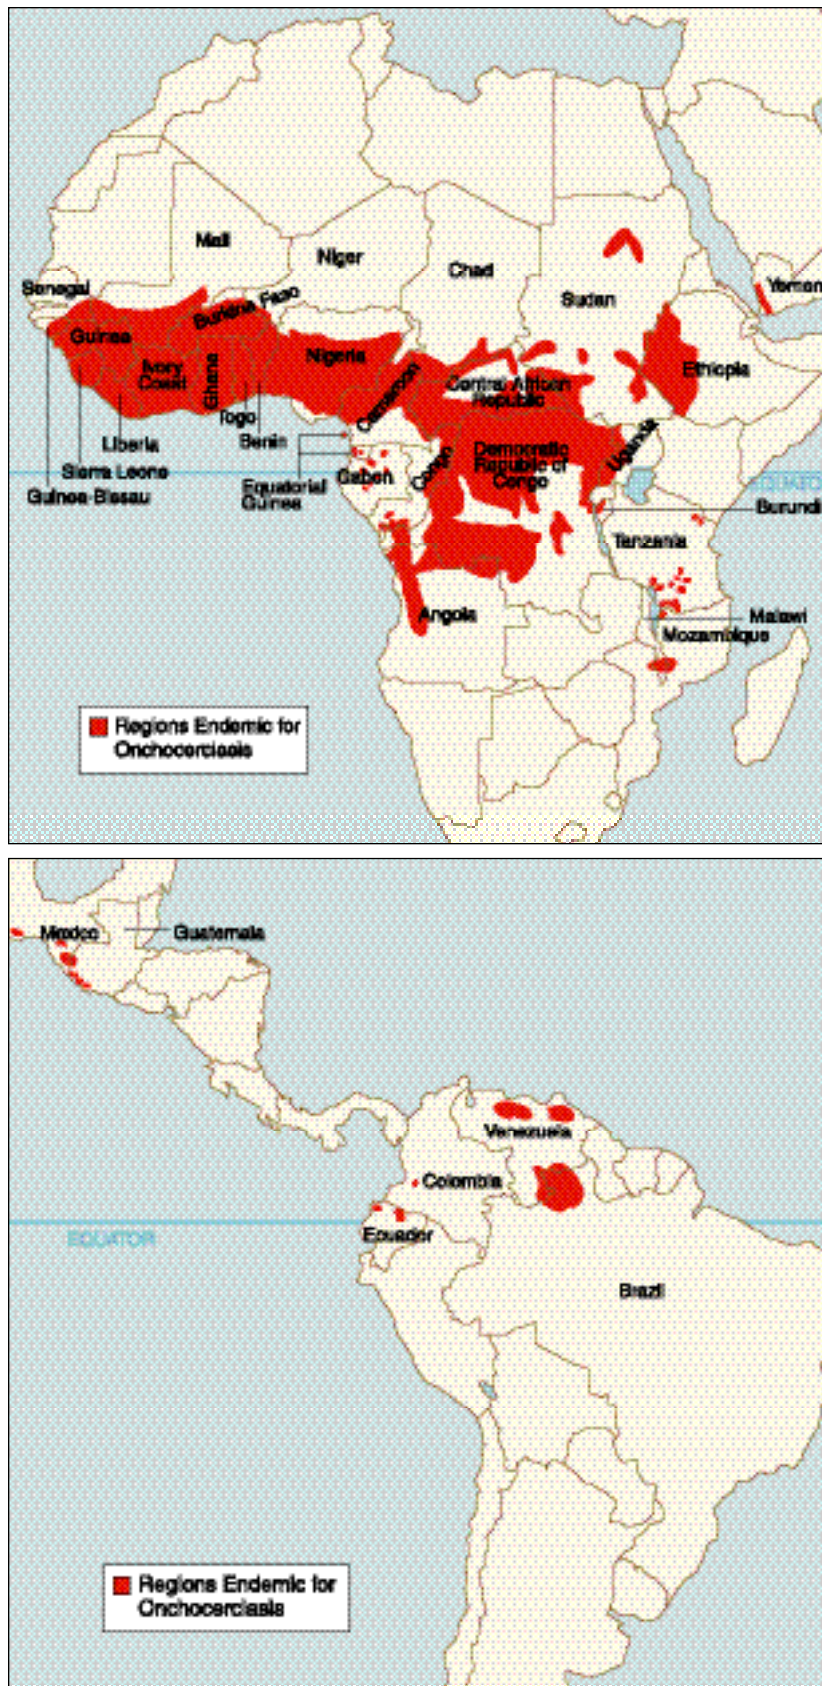 Mali
Niger
Chad
Sudan
Yemen
Senegal
Burkina Faso
Guinea
Ivory
Coast
Ghana
Nigeria
Cameroon
Central African
Republic
Ethiopia
Togo
Benin
Liberia
Sierra Leone
Guinea-Bissau
Equatorial
Guinea
Gabon
Congo
Democratic
Republic of
Congo
Uganda
EQUATO
Burundi
Tanzania
Angola
Malawi
Mozambique
Regions Endemic for
Onchocerciasis
Mexico
Guatemala
Venezuela
Colombia
EQUATOR
Ecuador
Brazil
Regions Endemic for
Onchocerciasis